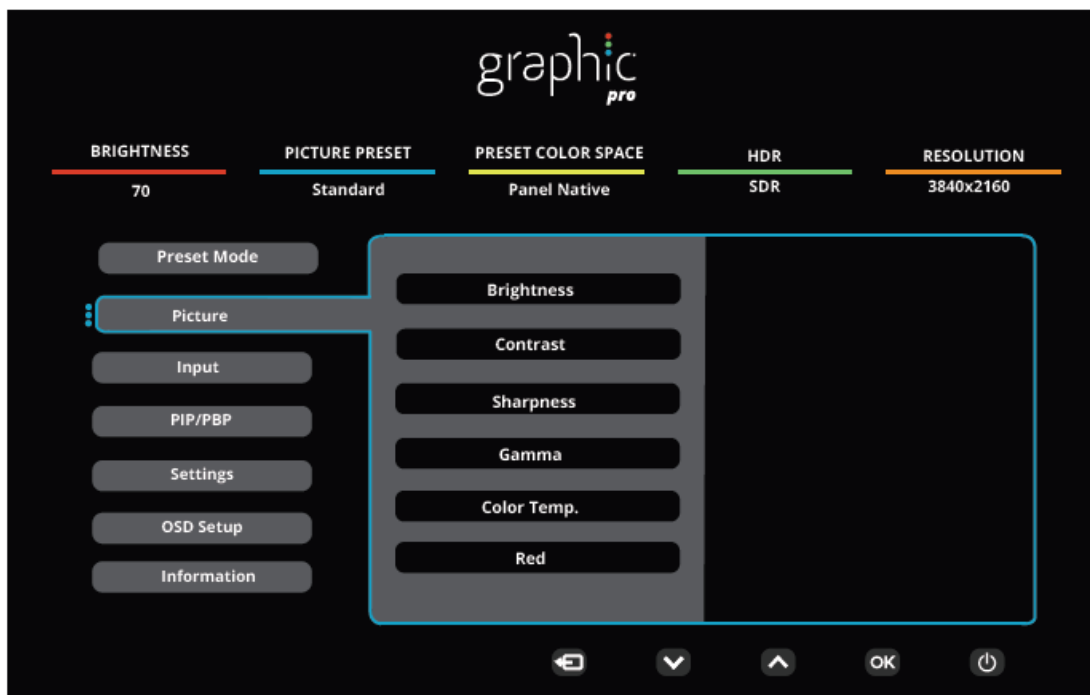 graphic
pro
BRIGHTNESS PICTURE PRESET PRESET COLOR SPACE HDR RESOLUTION
70 Standard Panel Native SDR 3840x2160
Preset Mode
Picture
Input
PIP/PBP
Settings
OSD Setup
Information
Brightness
Contrast
Sharpness
Gamma
Color Temp.
Red
OK